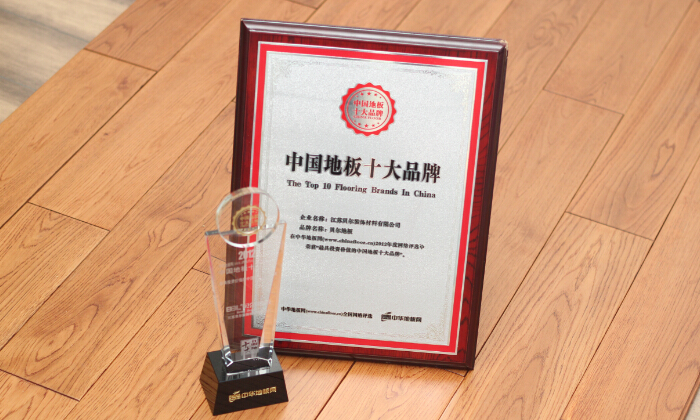 中国地板
十大品牌
中国地板十大品牌
The Top 10 Flooring Brands In China
企业名称：江苏贝尔装饰材料有限公司
品牌名称：贝尔地板
在中华地板网(www.chinafloor.cn)2012年度网络评选中
荣获“最具投资价值的中国地板十大品牌”。
中华地板网(www.chinafloor.cn)全国网络评选
中华地板网
2012
中华地板网